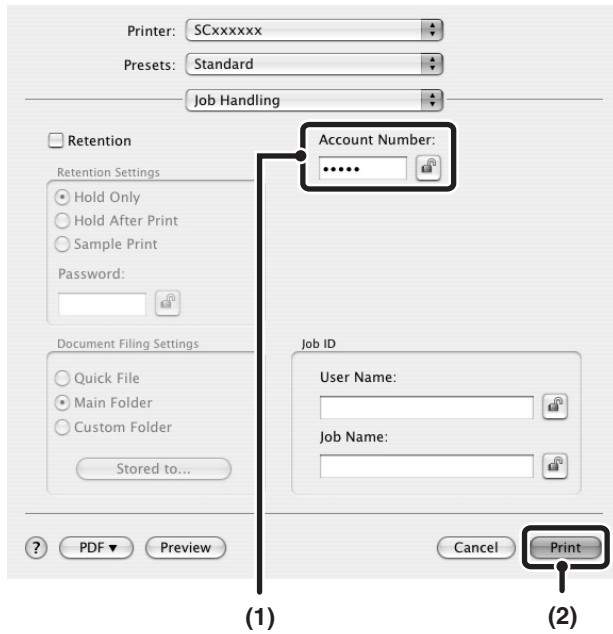 Printer: SCxxxxxx
Presets: Standard
Job Handling
Retention
Account Number:
•••••
Retention Settings
Hold Only
Hold After Print
Sample Print
Password:
Document Filing Settings
Quick File
Main Folder
Custom Folder
Stored to...
Job ID
User Name:
Job Name:
? PDF▼ Preview Cancel Print
(1) (2)